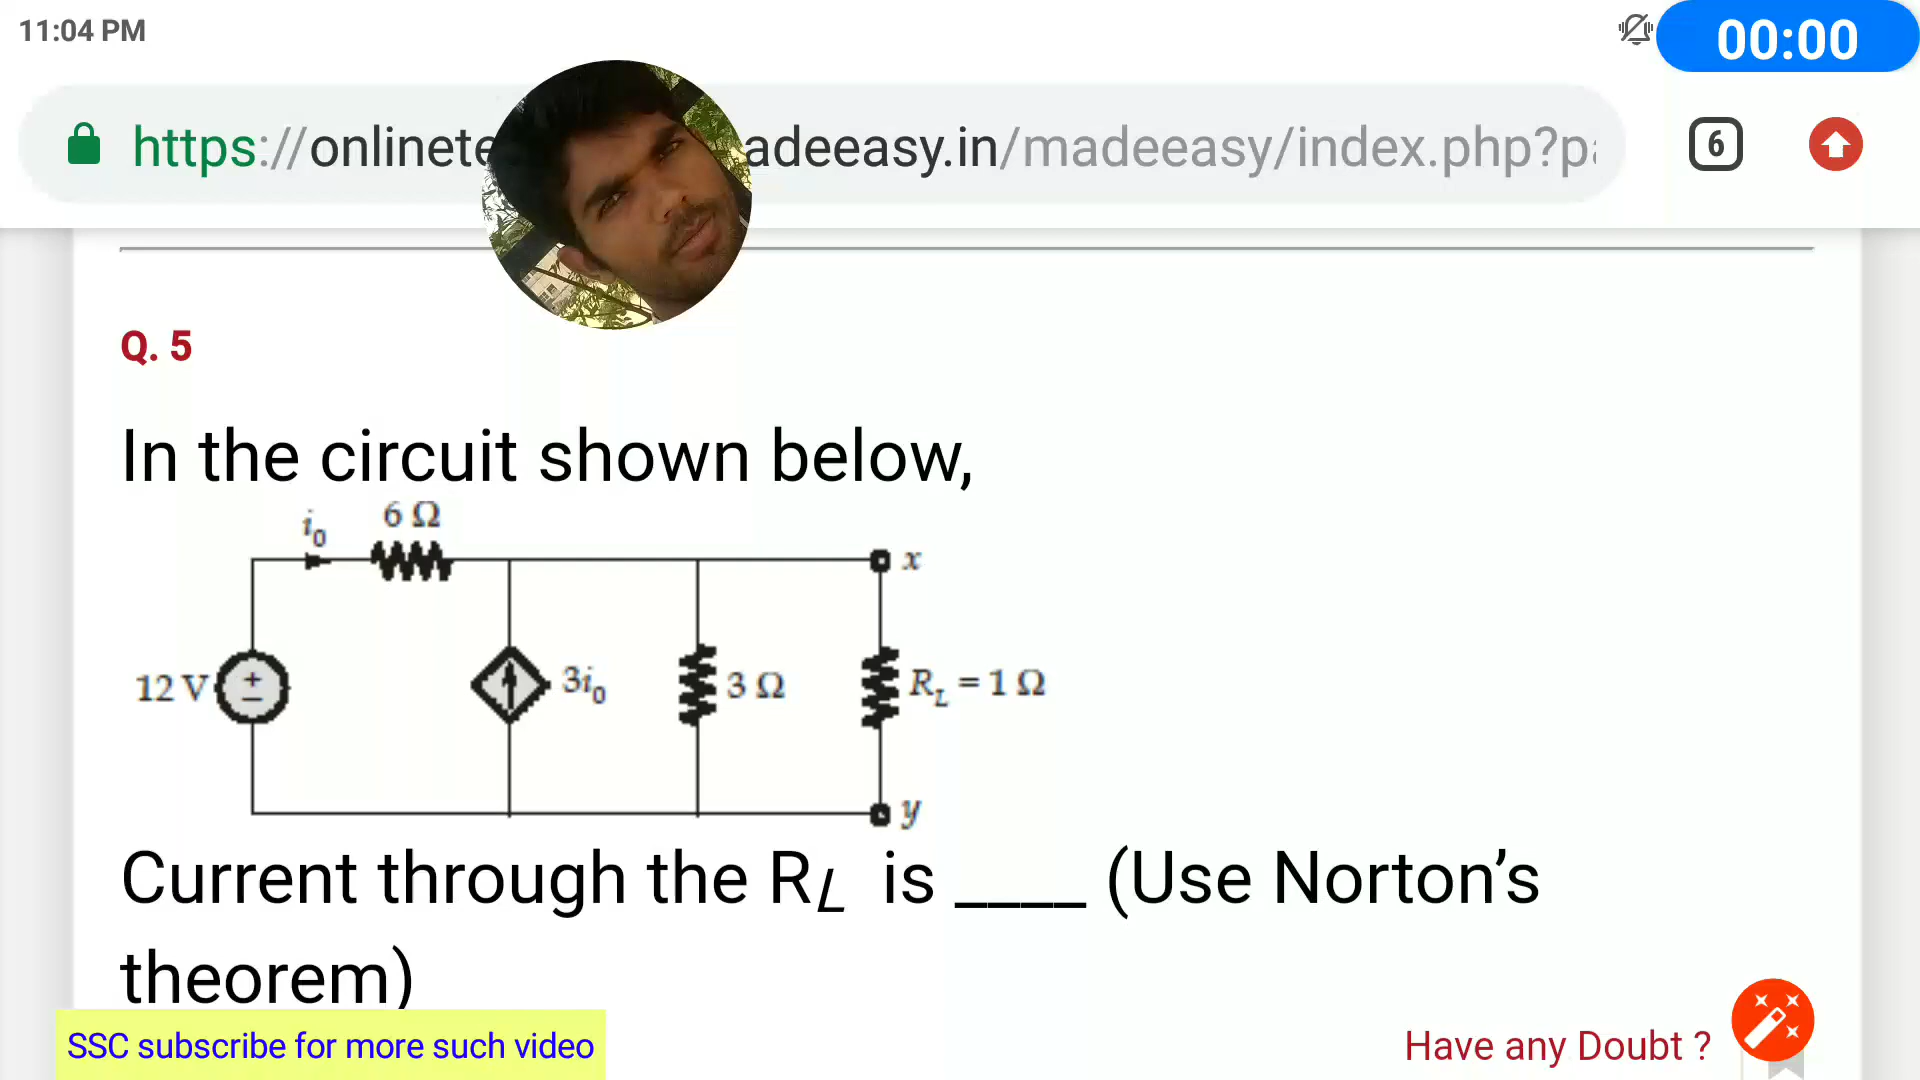 11:04 PM
00:00
https://onlinete adeeasy.in/madeeasy/index.php?p
6
Q. 5
In the circuit shown below,
i₀ 6 Ω
x
12 V + − 3i₀ 3 Ω R_L = 1 Ω
y
Current through the R_L is ____ (Use Norton’s
theorem)
SSC subscribe for more such video
Have any Doubt ?